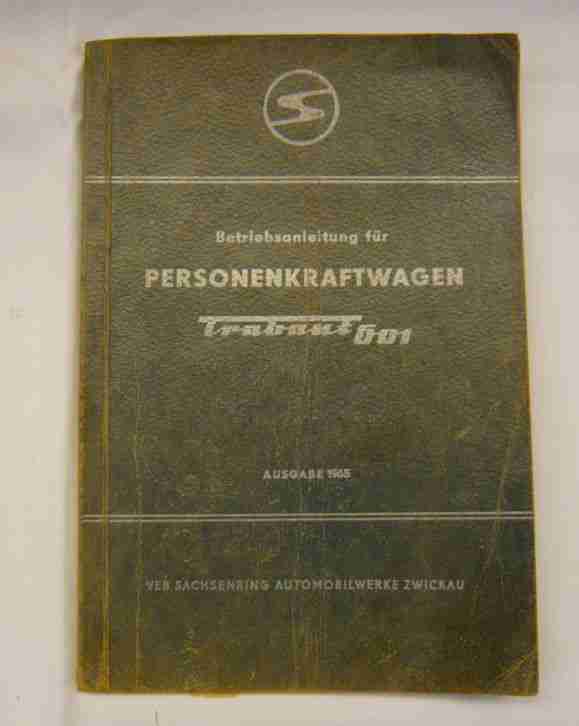 Betriebsanleitung für
PERSONENKRAFTWAGEN
Trabant 601
AUSGABE 1965
VEB SACHSENRING AUTOMOBILWERKE ZWICKAU